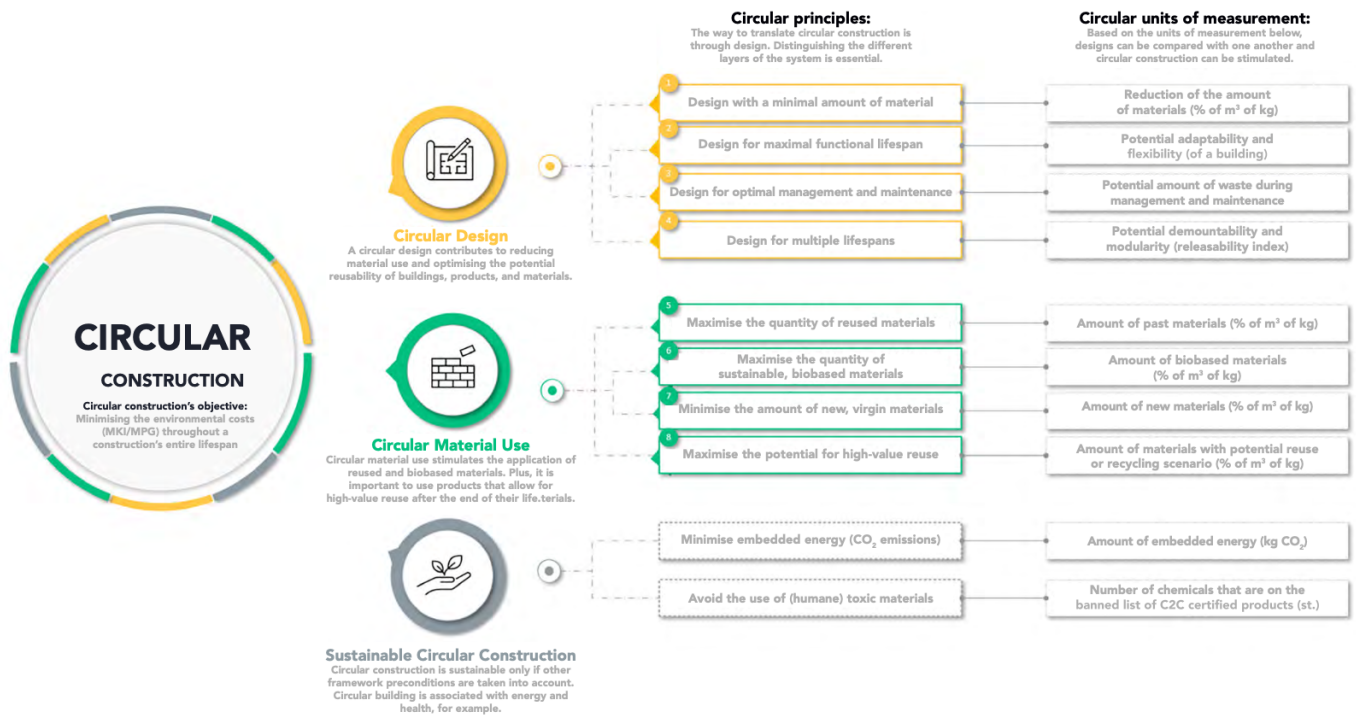 CIRCULAR
CONSTRUCTION
Circular construction's objective:
Minimising the environmental costs
(MKI/MPG) throughout a
construction's entire lifespan
Circular Design
A circular design contributes to reducing
material use and optimising the potential
reusability of buildings, products, and materials.
Circular Material Use
Circular material use stimulates the application of
reused and biobased materials. Plus, it is
important to use products that allow for
high-value reuse after the end of their life.terials.
Sustainable Circular Construction
Circular construction is sustainable only if other
framework preconditions are taken into account.
Circular building is associated with energy and
health, for example.
Circular principles:
The way to translate circular construction is
through design. Distinguishing the different
layers of the system is essential.
1
Design with a minimal amount of material
2
Design for maximal functional lifespan
3
Design for optimal management and maintenance
4
Design for multiple lifespans
5
Maximise the quantity of reused materials
6
Maximise the quantity of
sustainable, biobased materials
7
Minimise the amount of new, virgin materials
8
Maximise the potential for high-value reuse
Minimise embedded energy (CO₂ emissions)
Avoid the use of (humane) toxic materials
Circular units of measurement:
Based on the units of measurement below,
designs can be compared with one another and
circular construction can be stimulated.
Reduction of the amount
of materials (% of m³ of kg)
Potential adaptability and
flexibility (of a building)
Potential amount of waste during
management and maintenance
Potential demountability and
modularity (releasability index)
Amount of past materials (% of m³ of kg)
Amount of biobased materials
(% of m³ of kg)
Amount of new materials (% of m³ of kg)
Amount of materials with potential reuse
or recycling scenario (% of m³ of kg)
Amount of embedded energy (kg CO₂)
Number of chemicals that are on the
banned list of C2C certified products (st.)